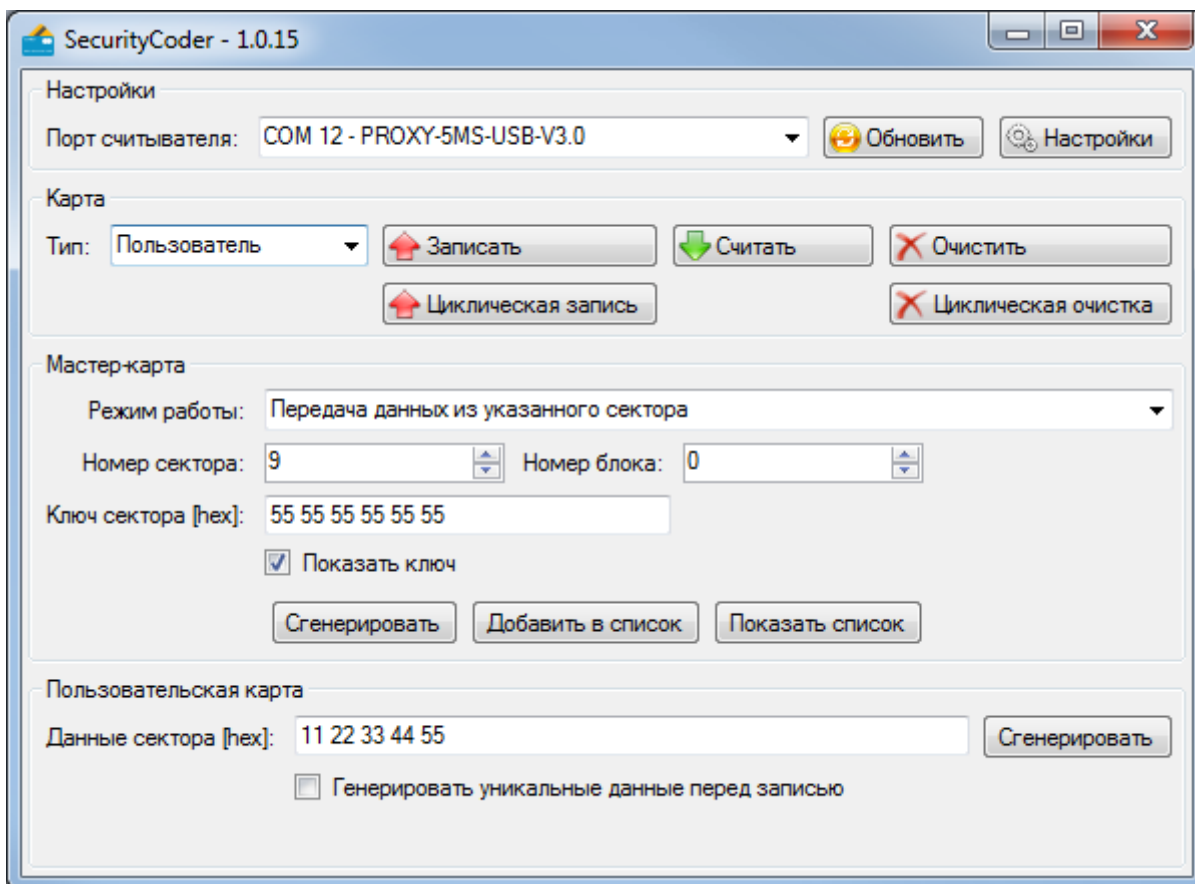 SecurityCoder - 1.0.15
Настройки
Порт считывателя: COM 12 - PROXY-5MS-USB-V3.0 Обновить Настройки
Карта
Тип: Пользователь Записать Считать Очистить
Циклическая запись Циклическая очистка
Мастер-карта
Режим работы: Передача данных из указанного сектора
Номер сектора: 9 Номер блока: 0
Ключ сектора [hex]: 55 55 55 55 55 55
Показать ключ
Сгенерировать Добавить в список Показать список
Пользовательская карта
Данные сектора [hex]: 11 22 33 44 55 Сгенерировать
Генерировать уникальные данные перед записью